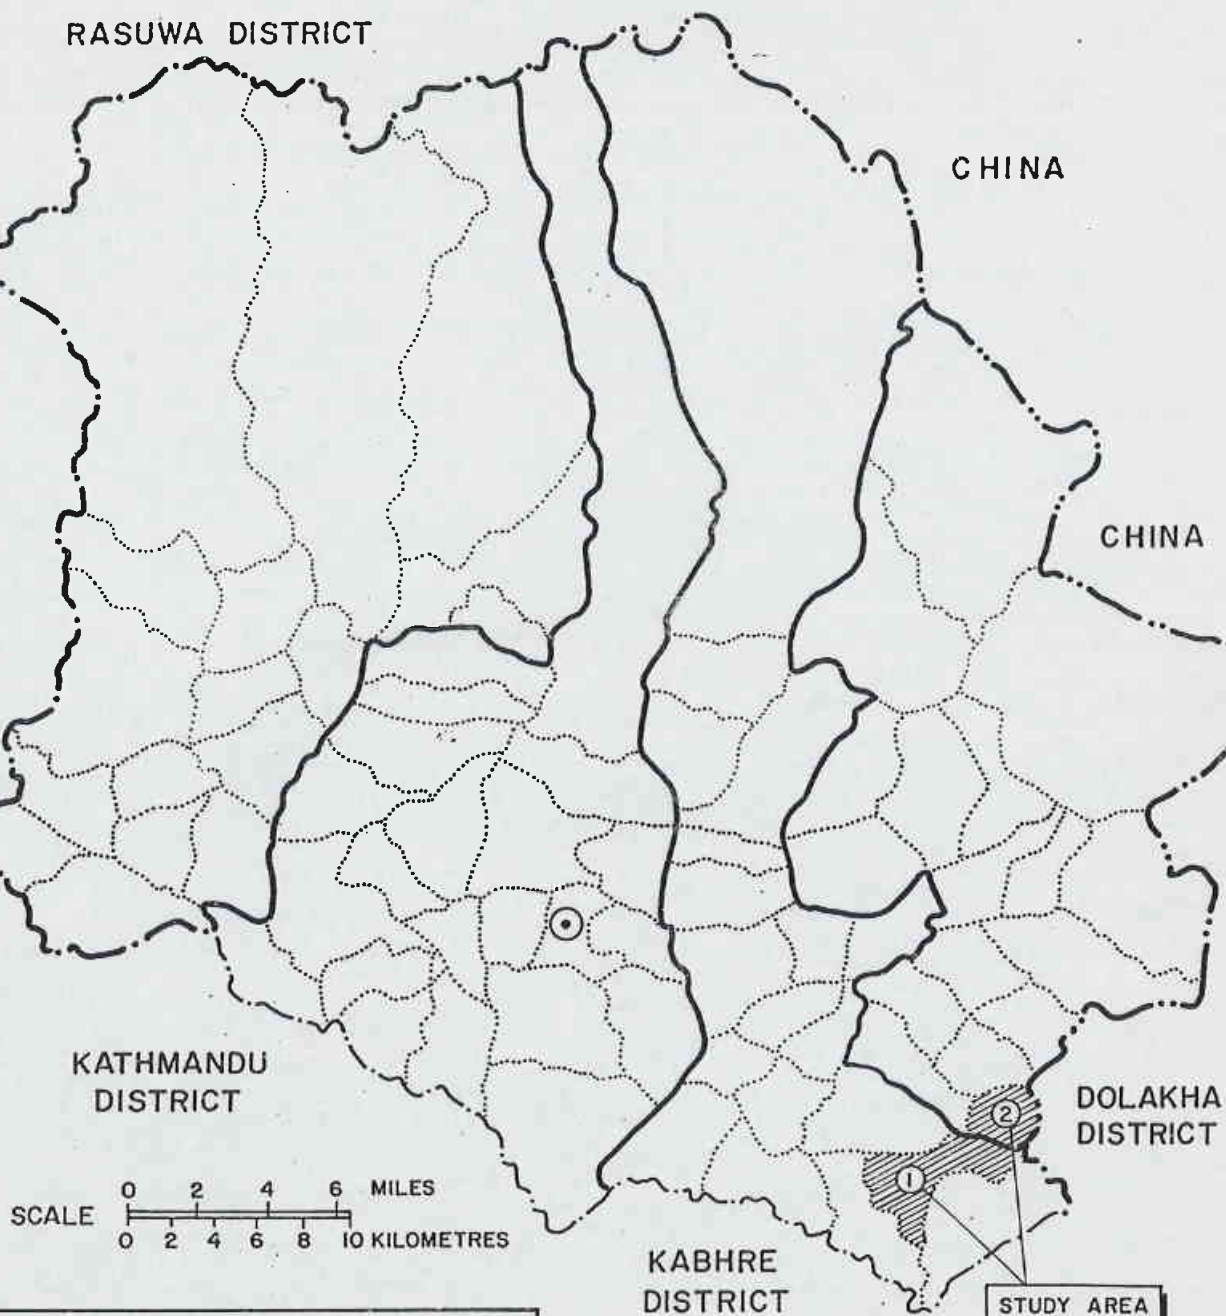 RASUWA DISTRICT
CHINA
CHINA
KATHMANDU
DISTRICT
DOLAKHA
DISTRICT
2
1
0 2 4 6 MILES
SCALE
0 2 4 6 8 10 KILOMETRES
KABHRE
DISTRICT
STUDY AREA